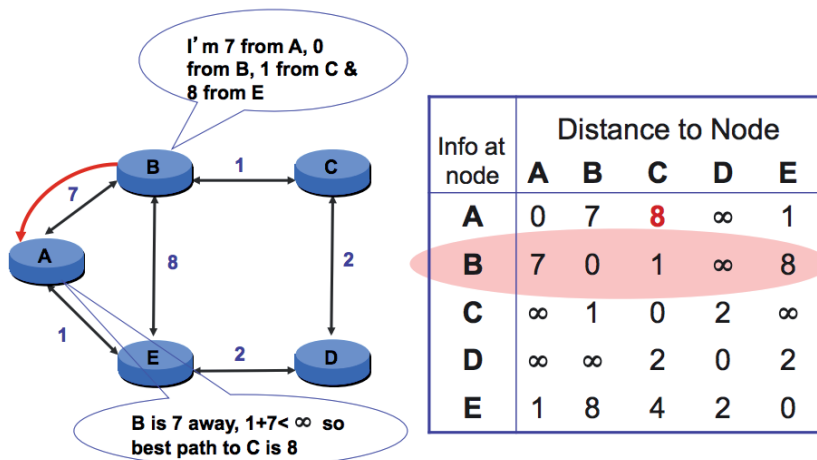 I'm 7 from A, 0
from B, 1 from C &
8 from E
B
1
C
7
A
8
2
1
E
2
D
B is 7 away, 1+7< ∞ so
best path to C is 8
Info at
node
Distance to Node
A B C D E
A 0 7 8 ∞ 1
B 7 0 1 ∞ 8
C ∞ 1 0 2 ∞
D ∞ ∞ 2 0 2
E 1 8 4 2 0